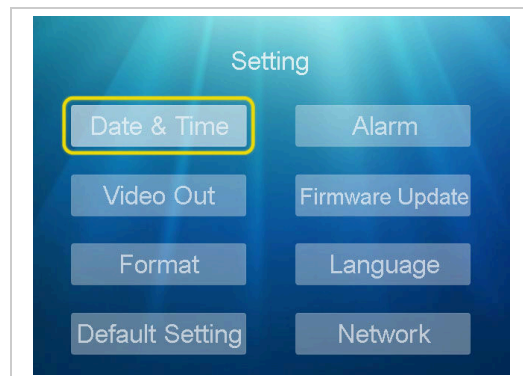 Setting
Date & Time
Alarm
Video Out
Firmware Update
Format
Language
Default Setting
Network